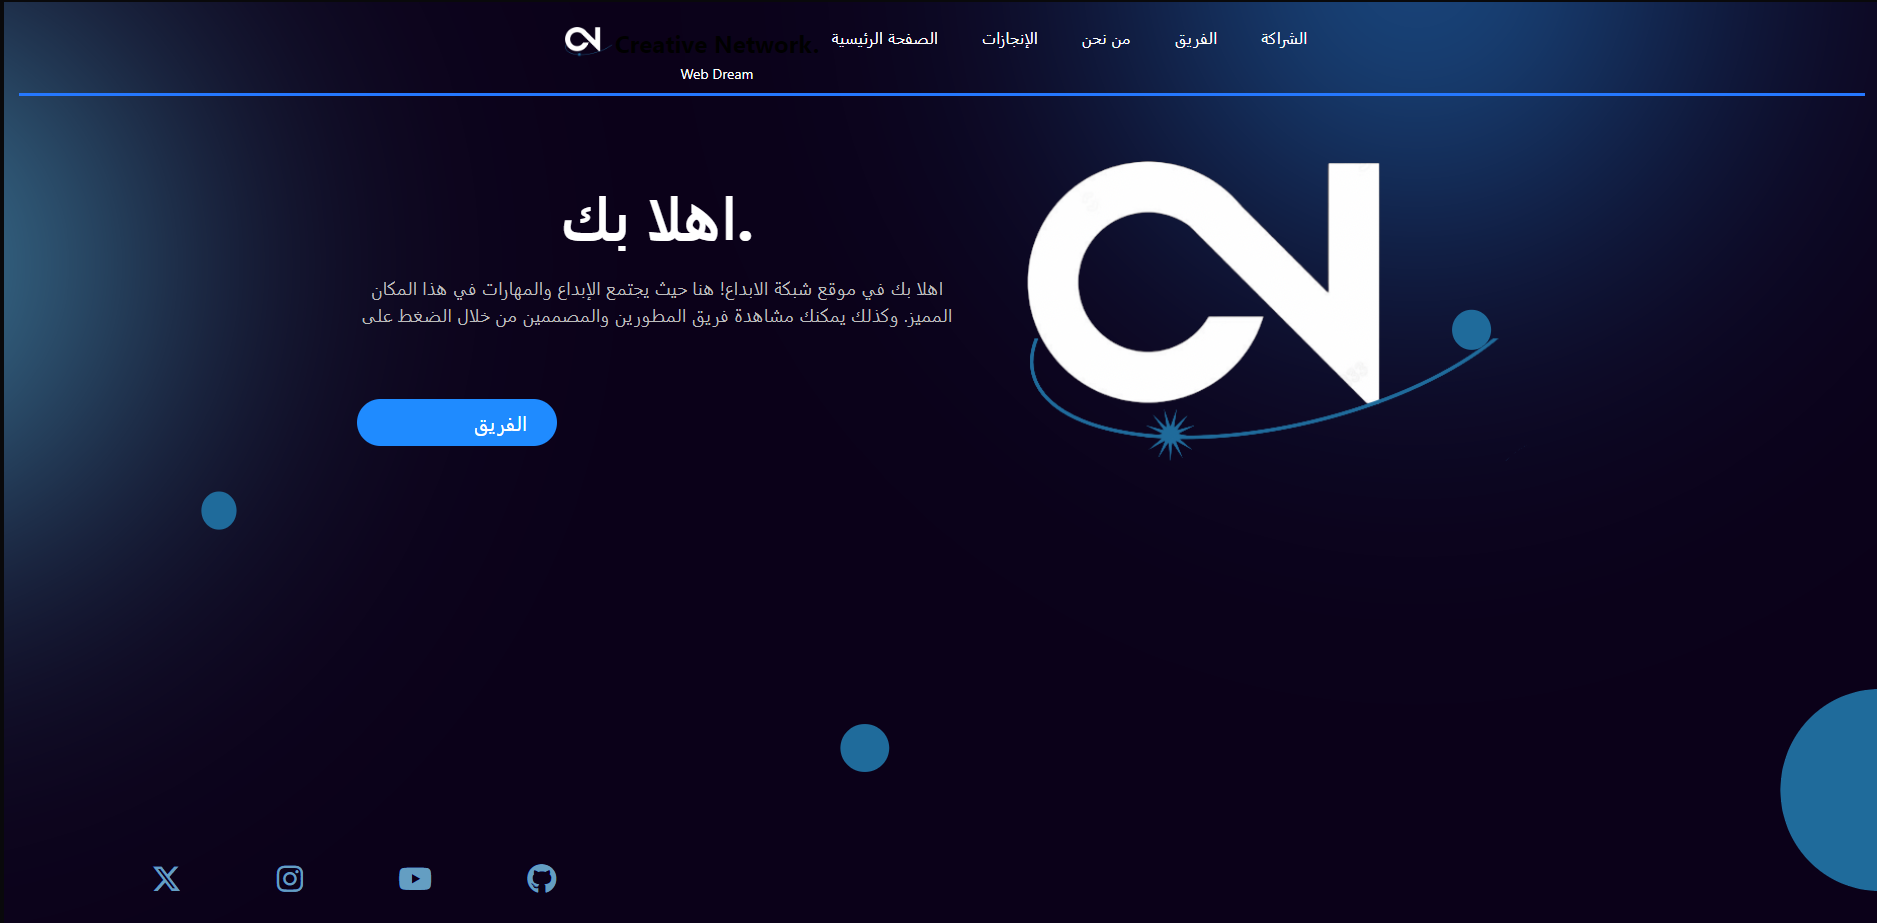 CN Creative Network.
Web Dream
الصفحة الرئيسية
الإنجازات
من نحن
الفريق
الشراكة
اهلا بك.
اهلا بك في موقع شبكة الابداع! هنا حيث يجتمع الإبداع والمهارات في هذا المكان
المميز. وكذلك يمكنك مشاهدة فريق المطورين والمصممين من خلال الضغط على
الفريق
CN